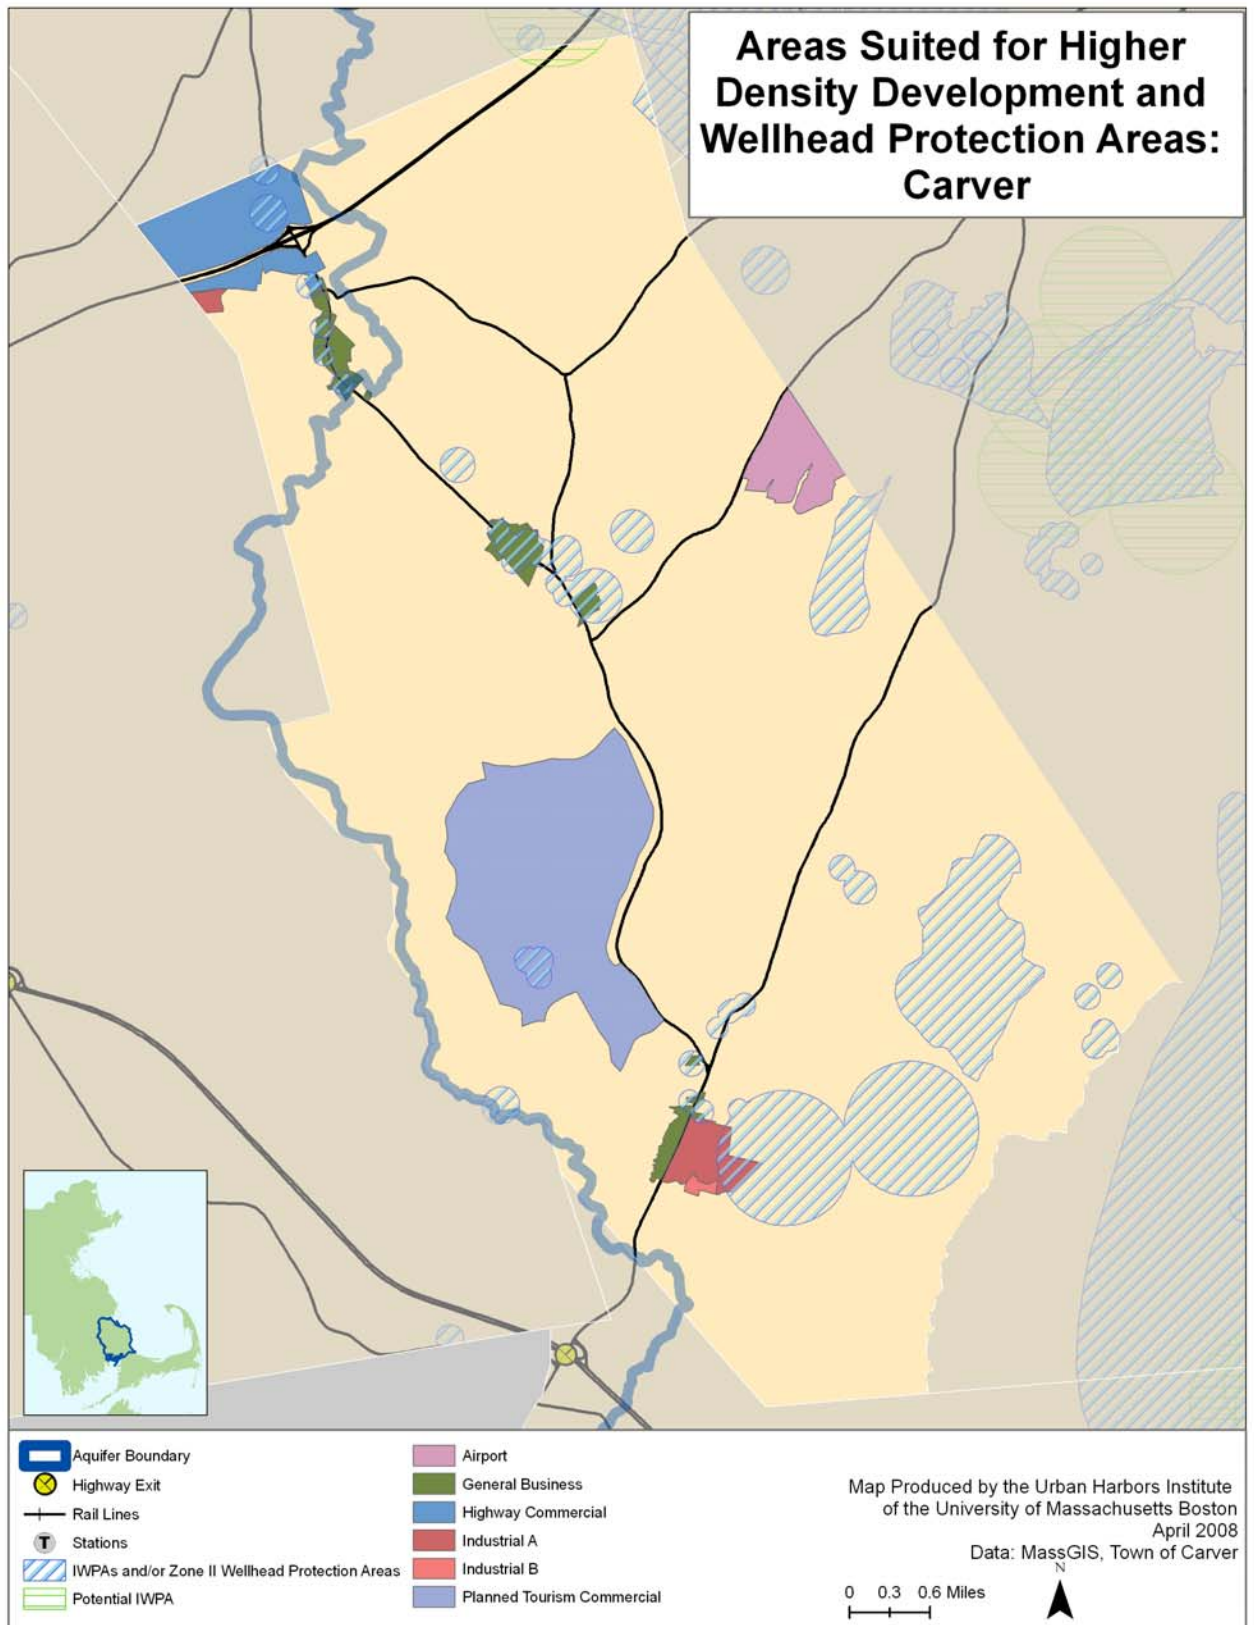 Areas Suited for Higher
Density Development and
Wellhead Protection Areas:
Carver
Aquifer Boundary
Highway Exit
Rail Lines
T
Stations
IWPAs and/or Zone II Wellhead Protection Areas
Potential IWPA
Airport
General Business
Highway Commercial
Industrial A
Industrial B
Planned Tourism Commercial
Map Produced by the Urban Harbors Institute
of the University of Massachusetts Boston
April 2008
Data: MassGIS, Town of Carver
N
0 0.3 0.6 Miles